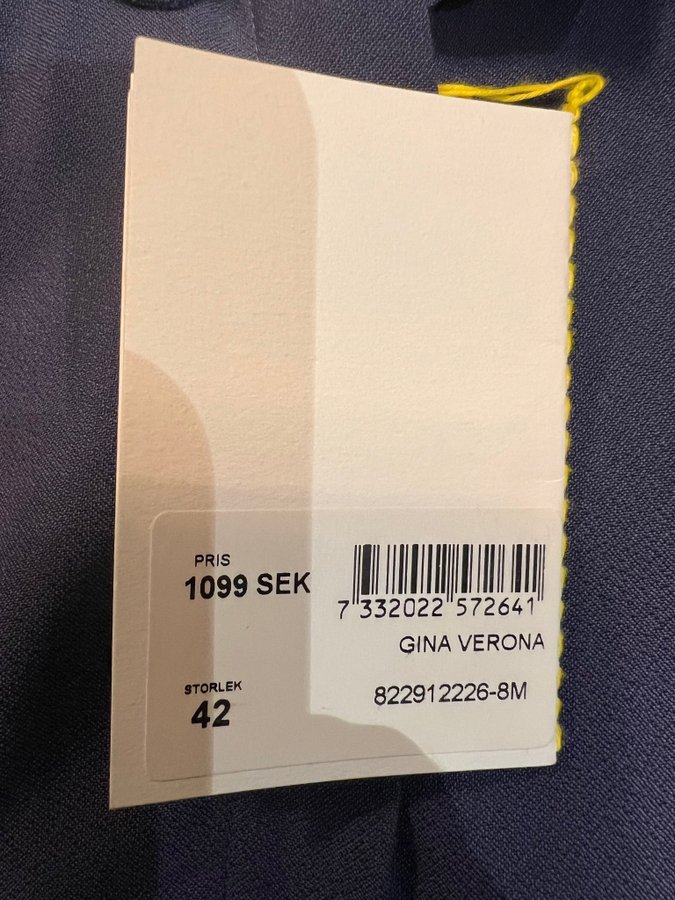 PRIS
1099 SEK
7 332022 572641
GINA VERONA
STORLEK
42
822912226-8M